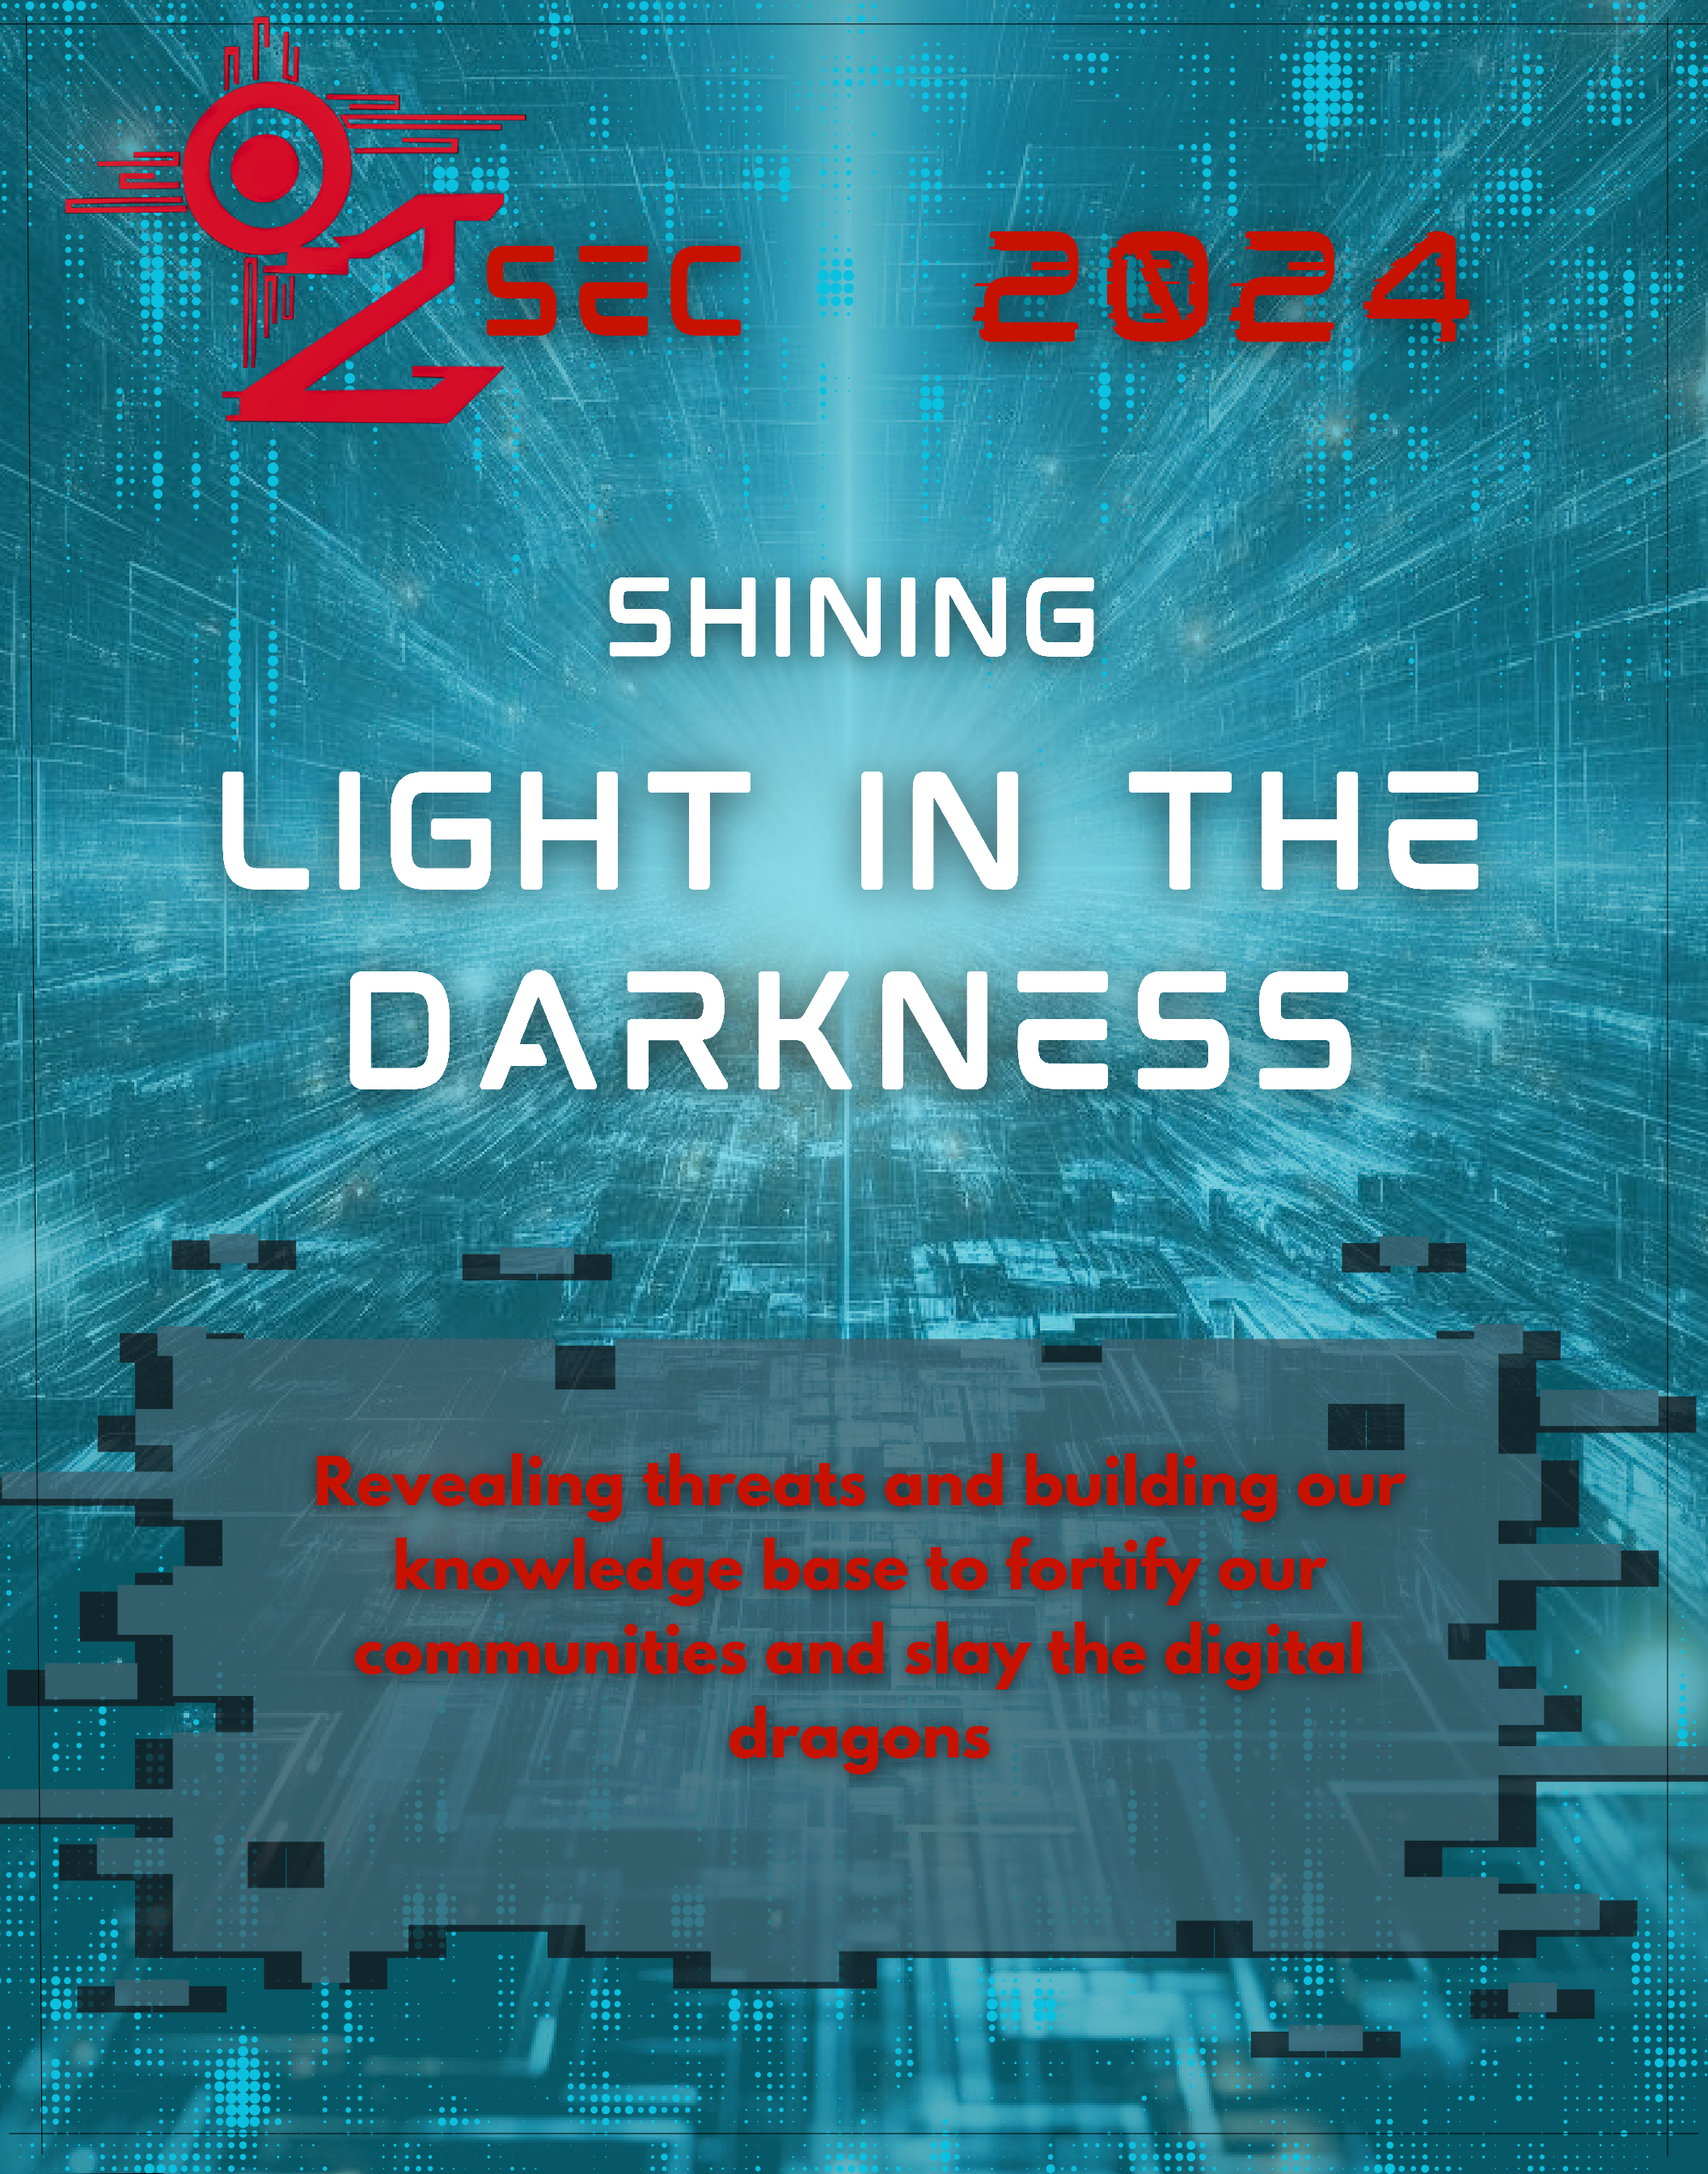 OZSEC 2024
SHINING
LIGHT IN THE
DARKNESS
Revealing threats and building our
knowledge base to fortify our
communities and slay the digital
dragons